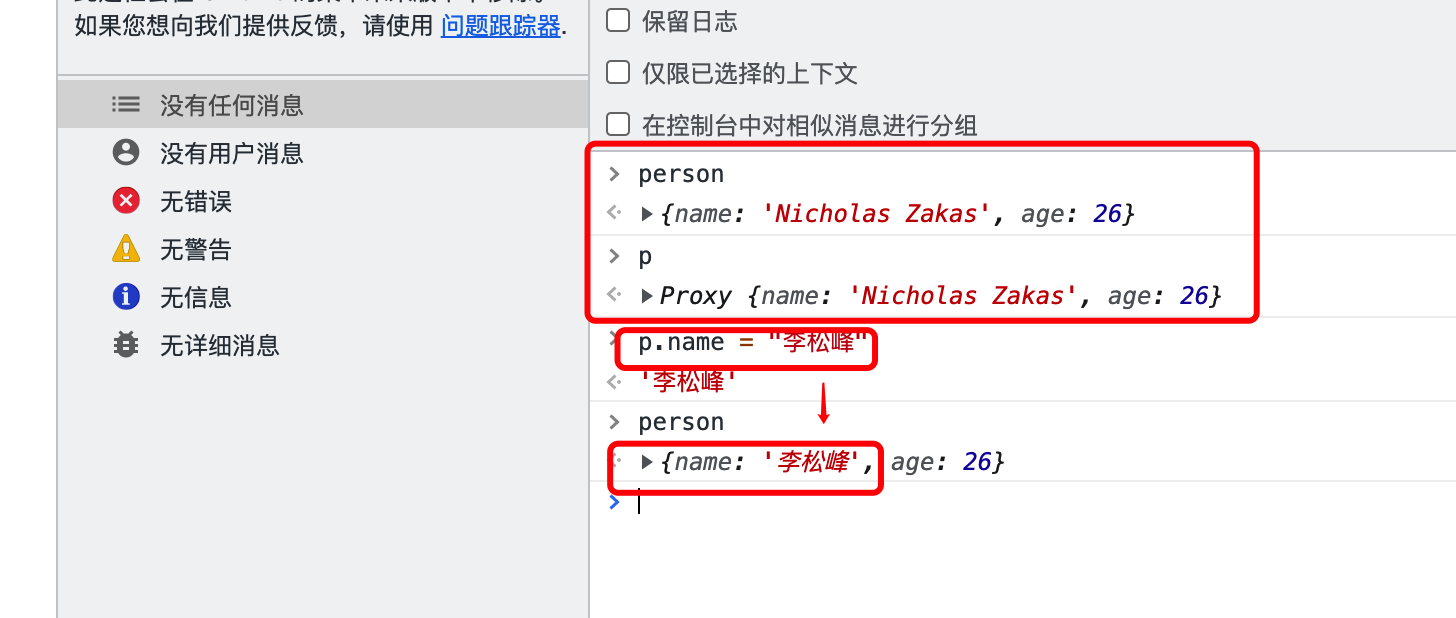 如果您想向我们提供反馈，请使用 问题跟踪器.
没有任何消息
没有用户消息
无错误
无警告
无信息
无详细消息
保留日志
仅限已选择的上下文
在控制台中对相似消息进行分组
> person
{name: 'Nicholas Zakas', age: 26}
> p
Proxy {name: 'Nicholas Zakas', age: 26}
> p.name = "李松峰"
'李松峰'
> person
{name: '李松峰', age: 26}
>